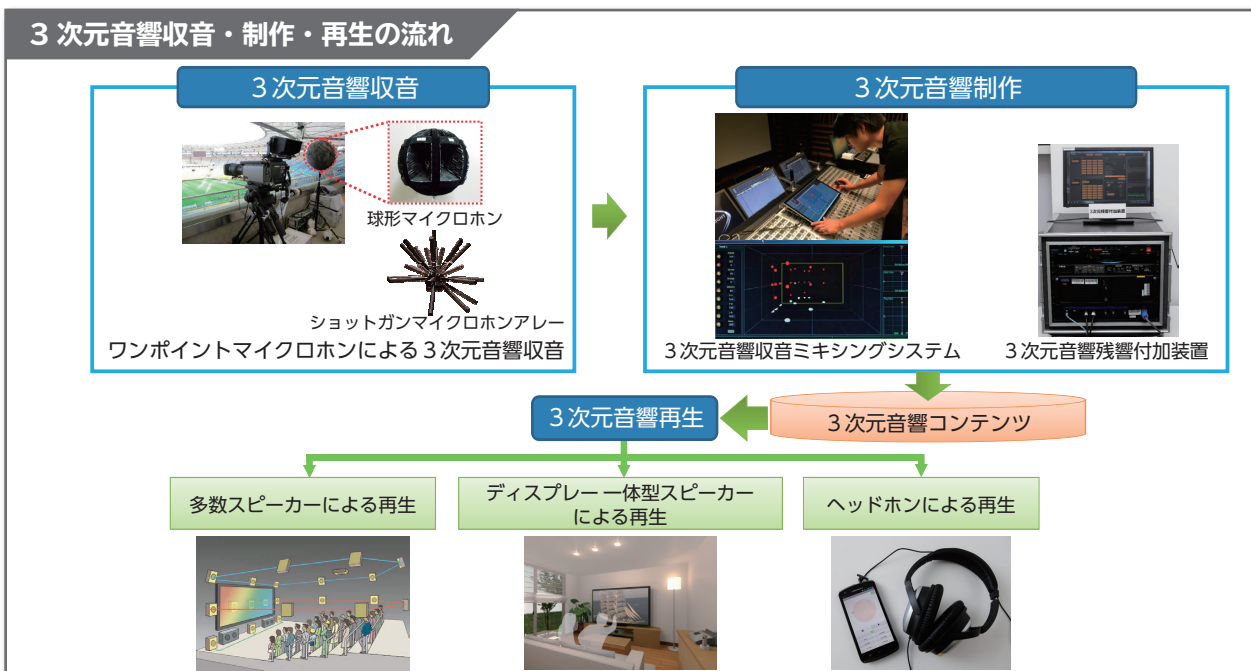 3次元音響収音・制作・再生の流れ
3次元音響収音
球形マイクロホン
ショットガンマイクロホンアレー
ワンポイントマイクロホンによる3次元音響収音
3次元音響制作
3次元音響収音ミキシングシステム
3次元音響残響付加装置
3次元音響コンテンツ
3次元音響再生
多数スピーカーによる再生
ディスプレー 一体型スピーカー
による再生
ヘッドホンによる再生